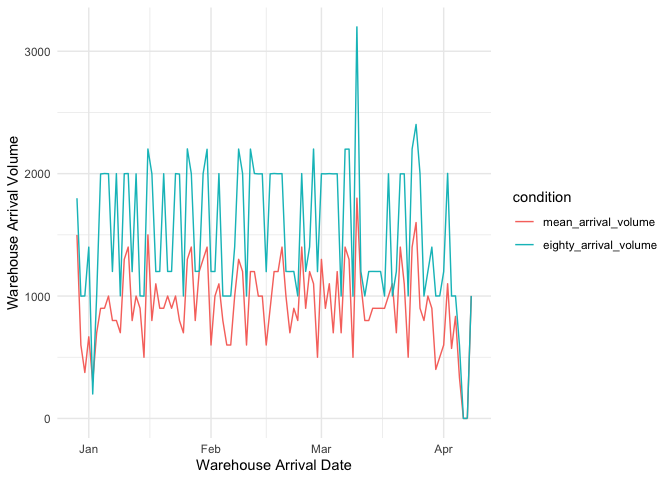 3000
2000
1000
0
Warehouse Arrival Volume
Jan Feb Mar Apr
Warehouse Arrival Date
condition
mean_arrival_volume
eighty_arrival_volume